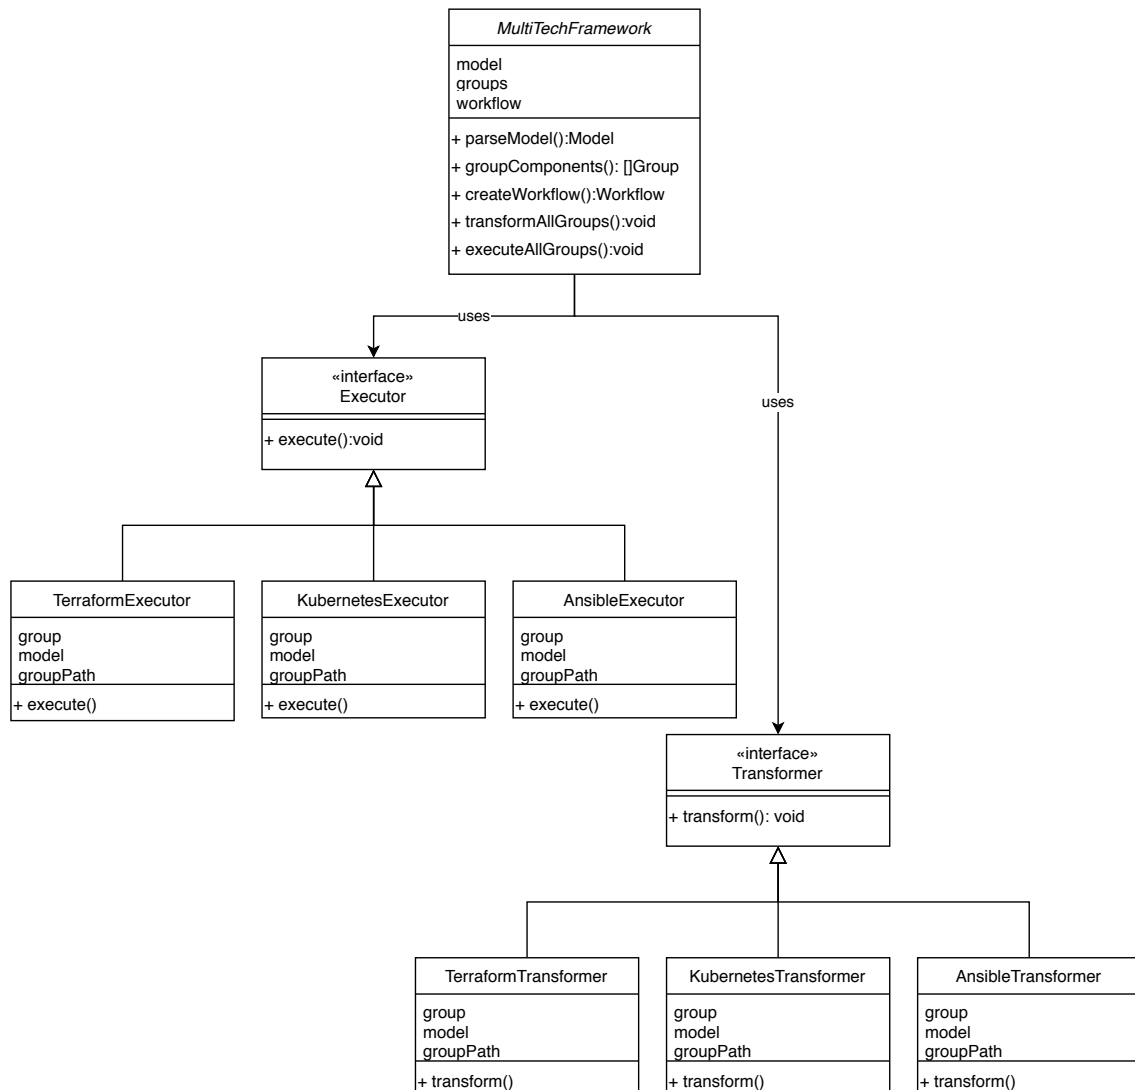 MultiTechFramework
model
groups
workflow
+ parseModel():Model
+ groupComponents(): []Group
+ createWorkflow():Workflow
+ transformAllGroups():void
+ executeAllGroups():void
uses
«interface»
Executor
+ execute():void
uses
TerraformExecutor
group
model
groupPath
+ execute()
KubernetesExecutor
group
model
groupPath
+ execute()
AnsibleExecutor
group
model
groupPath
+ execute()
«interface»
Transformer
+ transform(): void
TerraformTransformer
group
model
groupPath
+ transform()
KubernetesTransformer
group
model
groupPath
+ transform()
AnsibleTransformer
group
model
groupPath
+ transform()